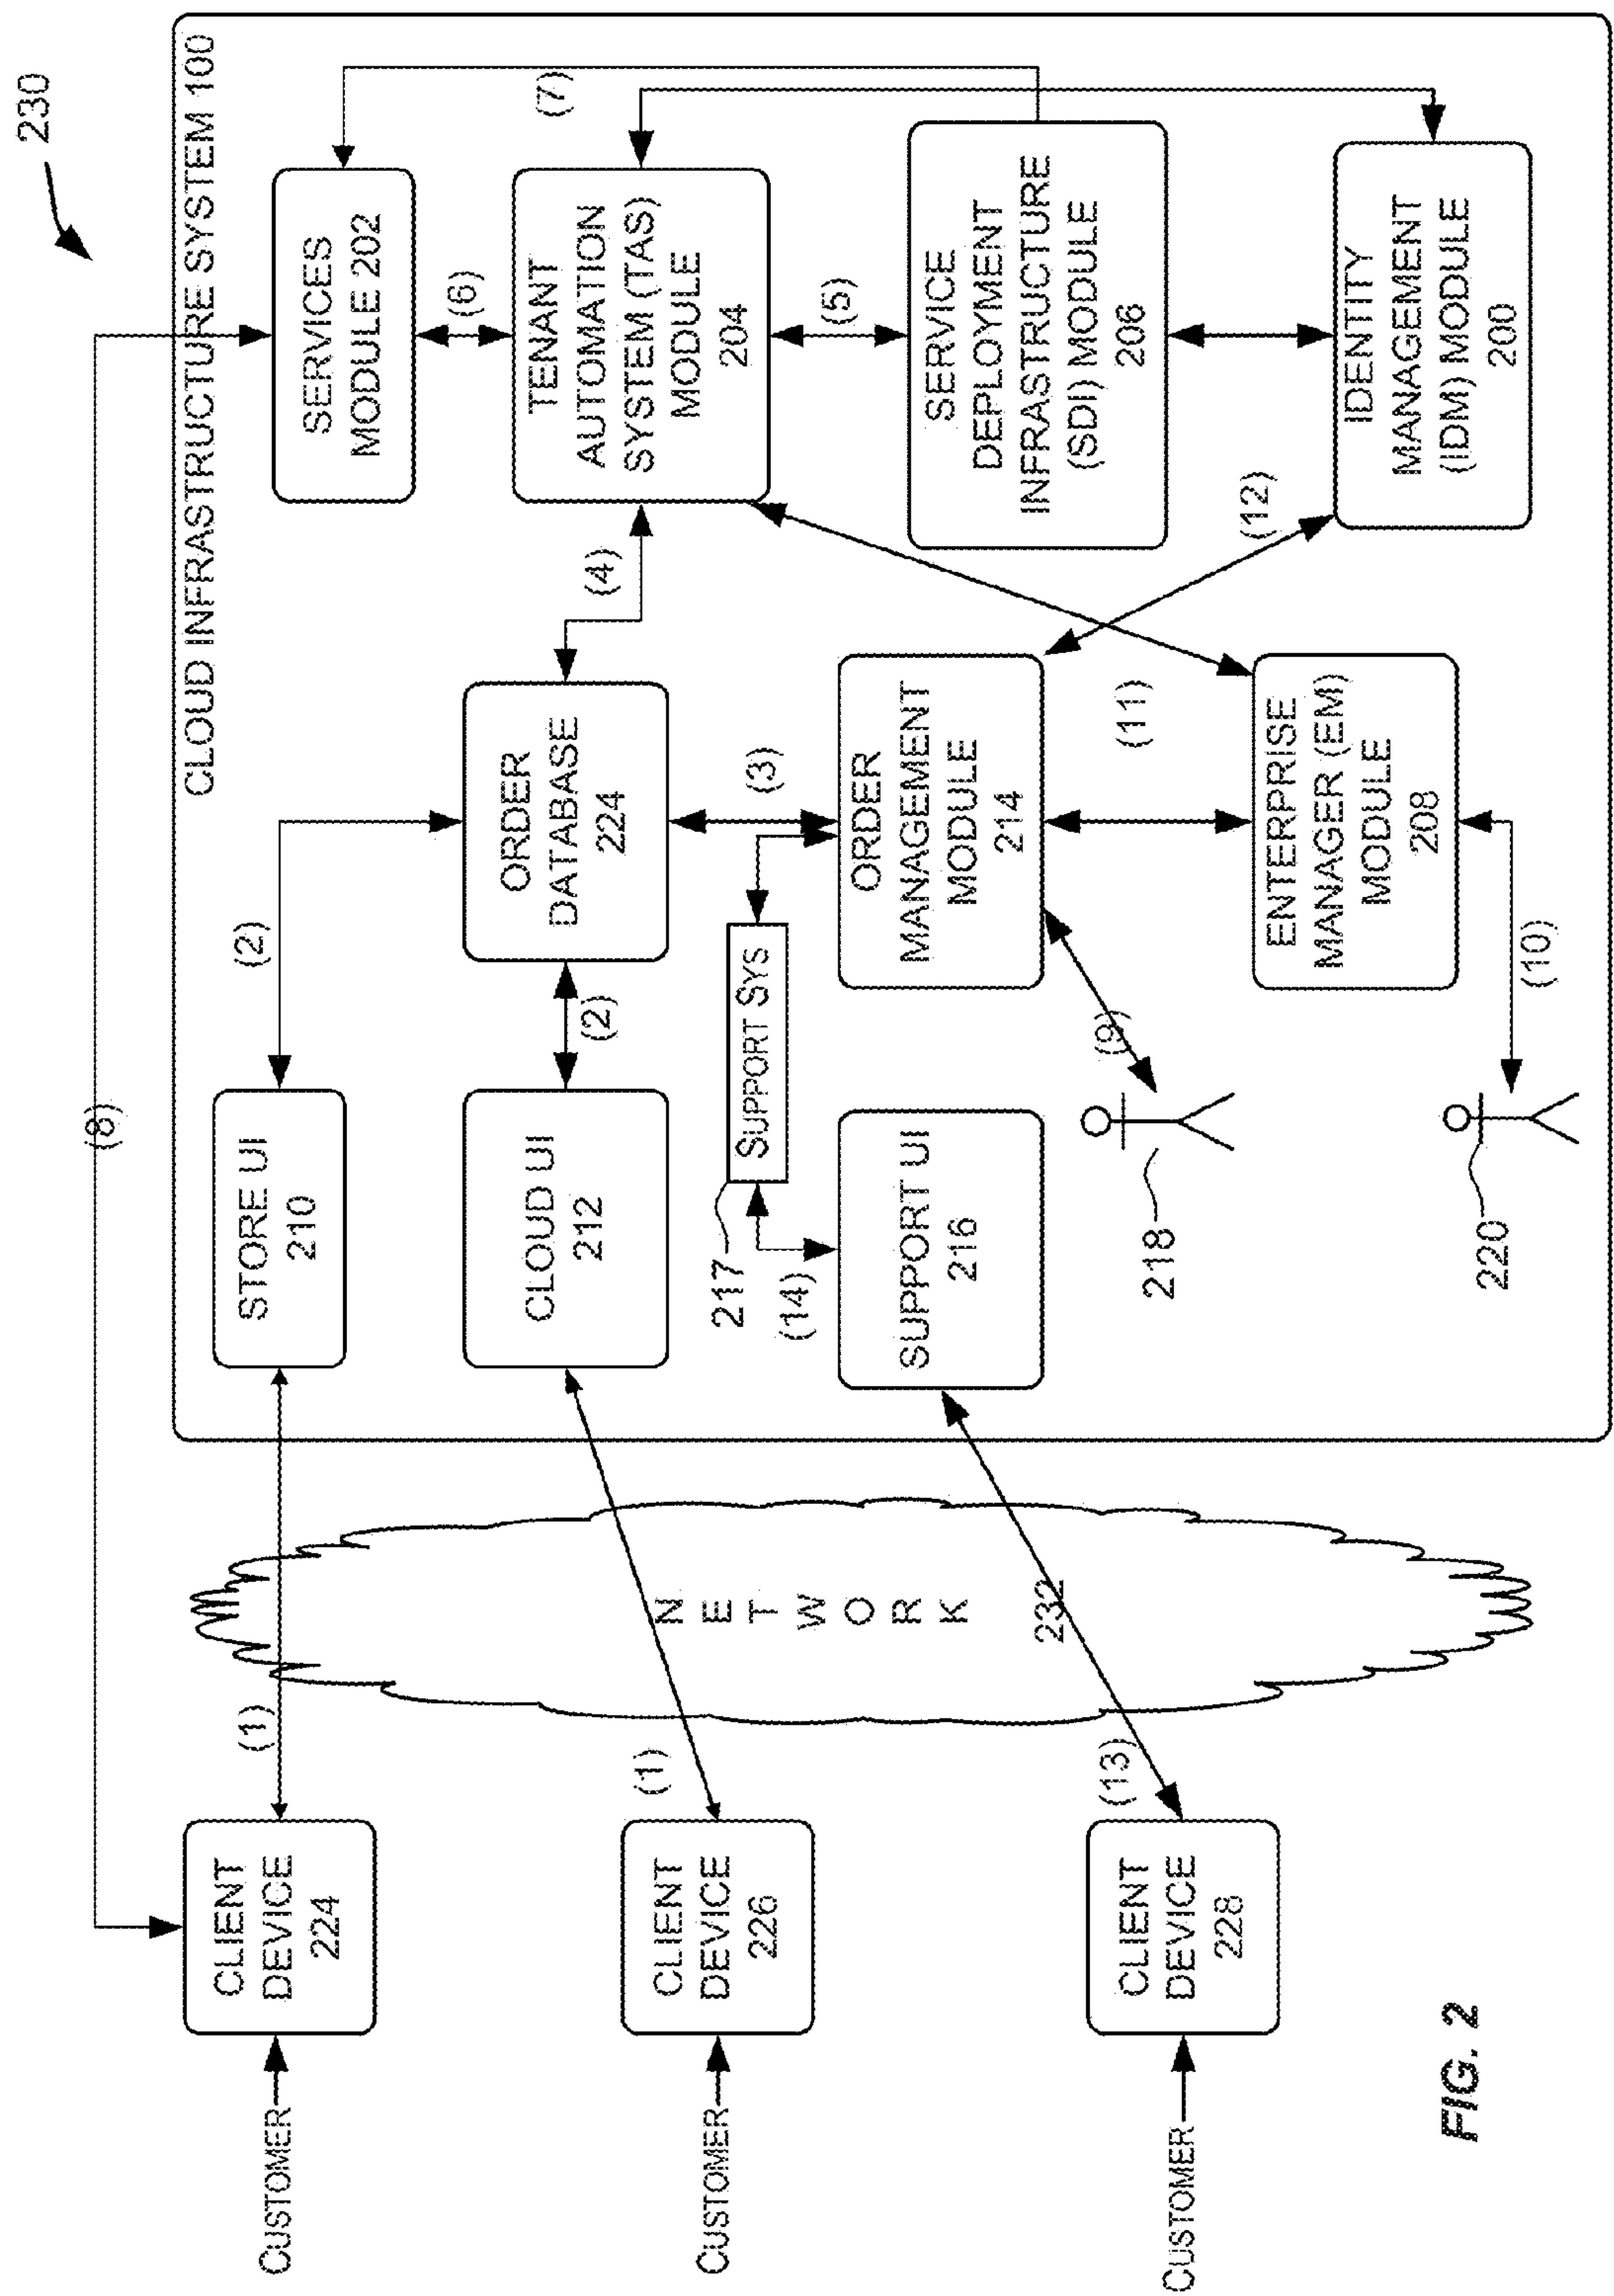 230
CLOUD INFRASTRUCTURE SYSTEM 100
(8)
CUSTOMER
CLIENT
DEVICE
224
(1)
STORE UI
210
(2)
SERVICES
MODULE 202
(6)
(7)
CUSTOMER
CLIENT
DEVICE
226
(1)
N
E
T
W
O
R
K
232
CLOUD UI
212
(2)
ORDER
DATABASE
224
(4)
TENANT
AUTOMATION
SYSTEM (TAS)
MODULE
204
(5)
217
(14)
SUPPORT SYS
(3)
CUSTOMER
CLIENT
DEVICE
228
(13)
SUPPORT UI
216
ORDER
MANAGEMENT
MODULE
214
SERVICE
DEPLOYMENT
INFRASTRUCTURE
(SDI) MODULE
206
218
(9)
(11)
(12)
ENTERPRISE
MANAGER (EM)
MODULE
208
IDENTITY
MANAGEMENT
(IDM) MODULE
200
220
(10)
FIG. 2